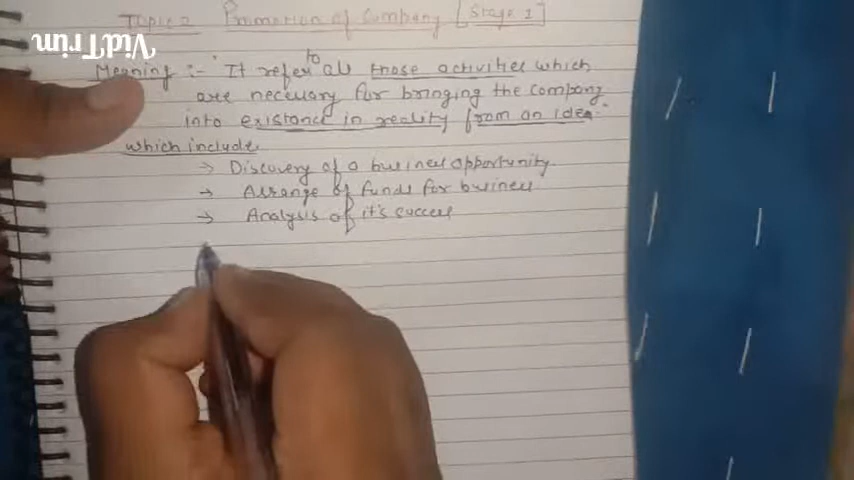 Topic 2 Promotion of Company [Stage 1]
VidTrim
Meaning :- "It refer to all those activities which
are necessary for bringing the company
into existance in reality from an idea."
which include
→ Discovery of a business opportunity
→ Arrange of funds for business
→ Analysis of it's success